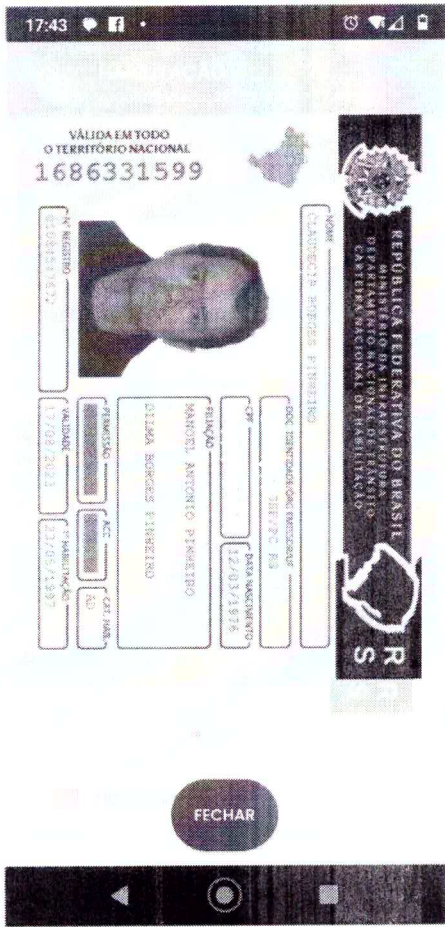 17:43
REPÚBLICA FEDERATIVA DO BRASIL
MINISTÉRIO DA INFRAESTRUTURA
DEPARTAMENTO NACIONAL DE TRÂNSITO
CARTEIRA NACIONAL DE HABILITAÇÃO
RS
NOME
BORGES PINHEIRO
DOC. IDENTIDADE/ÓRG EMISSOR/UF
RS
CPF
DATA NASCIMENTO
12/03/1976
FILIAÇÃO
MANOEL ANTONIO PINHEIRO
BORGES PINHEIRO
PERMISSÃO
ACC
CAT. HAB.
AD
Nº REGISTRO
VALIDADE
1ª HABILITAÇÃO
17/08/2023
23/05/1997
VÁLIDA EM TODO
O TERRITÓRIO NACIONAL
1686331599
FECHAR